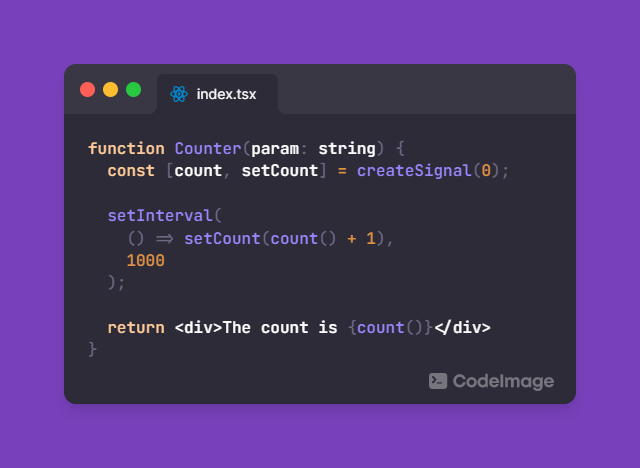 index.tsx
function Counter(param: string) {
  const [count, setCount] = createSignal(0);

  setInterval(
    () => setCount(count() + 1),
    1000
  );

  return <div>The count is {count()}</div>
}
CodeImage